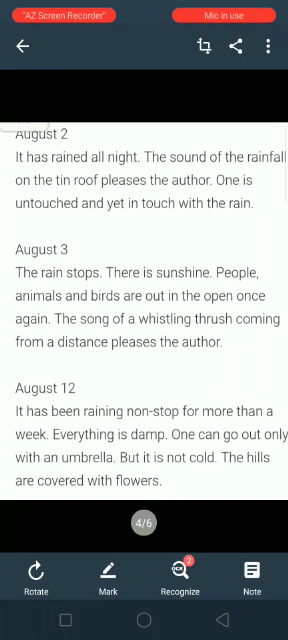 "AZ Screen Recorder"
Mic in use
August 2
It has rained all night. The sound of the rainfall
on the tin roof pleases the author. One is
untouched and yet in touch with the rain.
August 3
The rain stops. There is sunshine. People,
animals and birds are out in the open once
again. The song of a whistling thrush coming
from a distance pleases the author.
August 12
It has been raining non-stop for more than a
week. Everything is damp. One can go out only
with an umbrella. But it is not cold. The hills
are covered with flowers.
4/6
OCR
2
Rotate
Mark
Recognize
Note